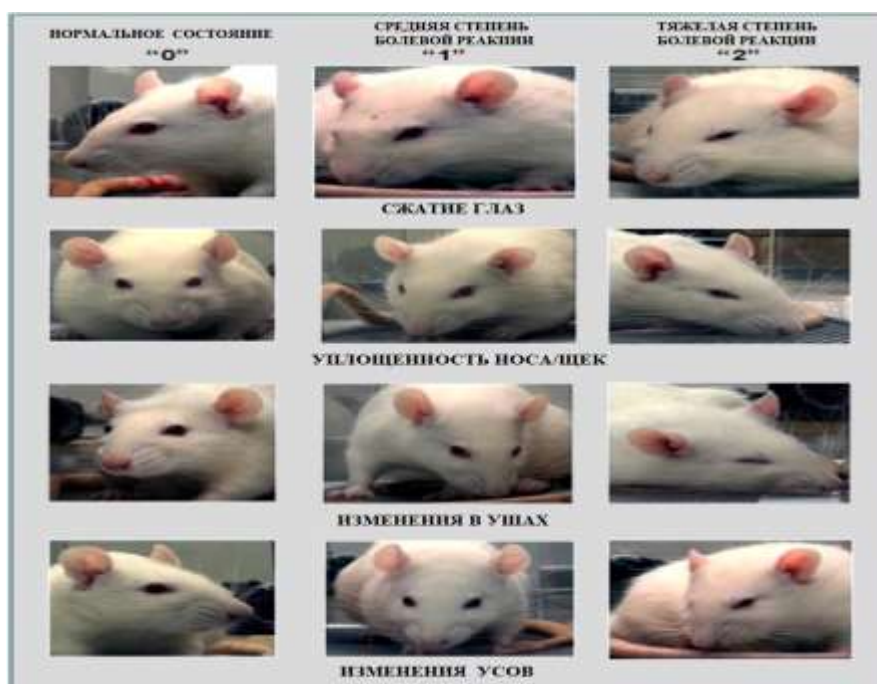 НОРМАЛЬНОЕ СОСТОЯНИЕ
“0”
СРЕДНЯЯ СТЕПЕНЬ
БОЛЕВОЙ РЕАКЦИИ
“1”
ТЯЖЕЛАЯ СТЕПЕНЬ
БОЛЕВОЙ РЕАКЦИИ
“2”
СЖАТИЕ ГЛАЗ
УПЛОЩЕННОСТЬ НОСА/ЩЕК
ИЗМЕНЕНИЯ В УШАХ
ИЗМЕНЕНИЯ УСОВ